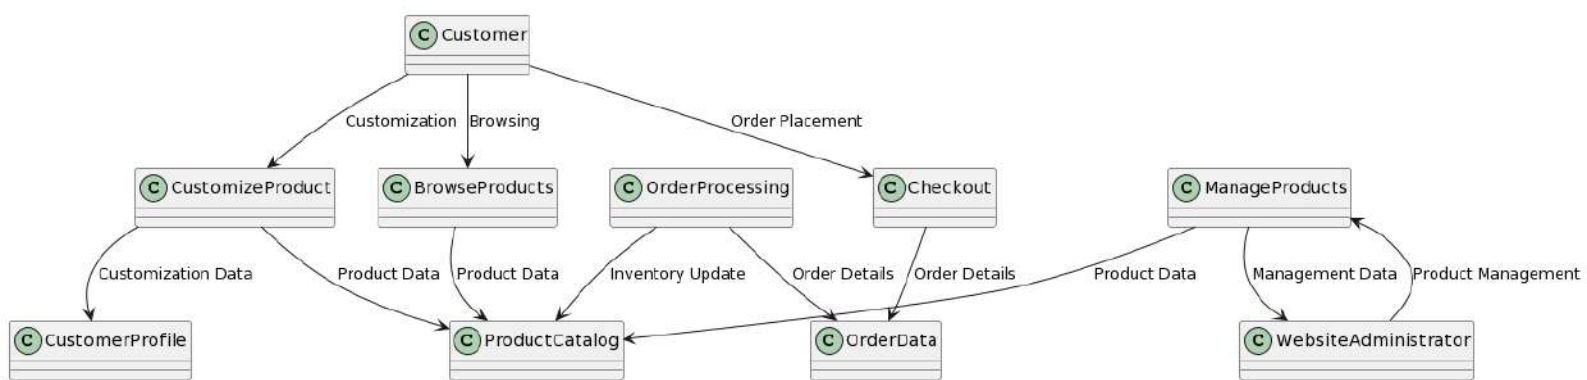 C Customer
Customization
Browsing
Order Placement
C CustomizeProduct
C BrowseProducts
C OrderProcessing
C Checkout
C ManageProducts
Customization Data
Product Data
Product Data
Inventory Update
Order Details
Order Details
Product Data
Management Data
Product Management
C CustomerProfile
C ProductCatalog
C OrderData
C WebsiteAdministrator